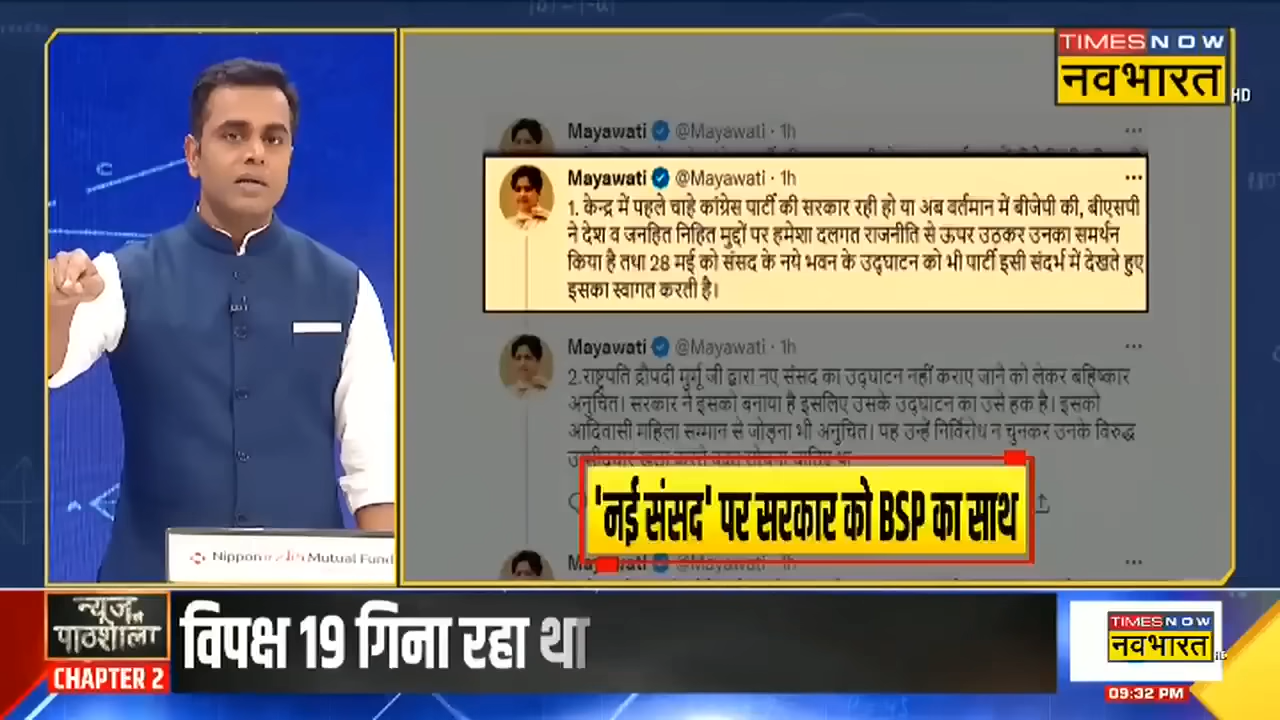 TIMES NOW
नवभारत
HD
Mayawati @Mayawati · 1h
Mayawati @Mayawati · 1h
1. केन्द्र में पहले चाहे कांग्रेस पार्टी की सरकार रही हो या अब वर्तमान में बीजेपी की, बीएसपी
ने देश व जनहित निहित मुद्दों पर हमेशा दलगत राजनीति से ऊपर उठकर उनका समर्थन
किया है तथा 28 मई को संसद के नये भवन के उद्घाटन को भी पार्टी इसी संदर्भ में देखते हुए
इसका स्वागत करती है।
Mayawati @Mayawati · 1h
2.राष्ट्रपति द्रौपदी मुर्मू जी द्वारा नए संसद का उद्घाटन नहीं कराए जाने को लेकर बहिष्कार
अनुचित। सरकार ने इसको बनाया है इसलिए उसके उद्घाटन का उसे हक है। इसको
आदिवासी महिला सम्मान से जोड़ना भी अनुचित। यह उन्हें निर्विरोध न चुनकर उनके विरुद्ध
'नई संसद' पर सरकार को BSP का साथ
Mayawati @Mayawati · 1h
Nippon Mutual Fund
न्यूज़ की
पाठशाला
CHAPTER 2
विपक्ष 19 गिना रहा था
TIMES NOW
नवभारत
09:32 PM